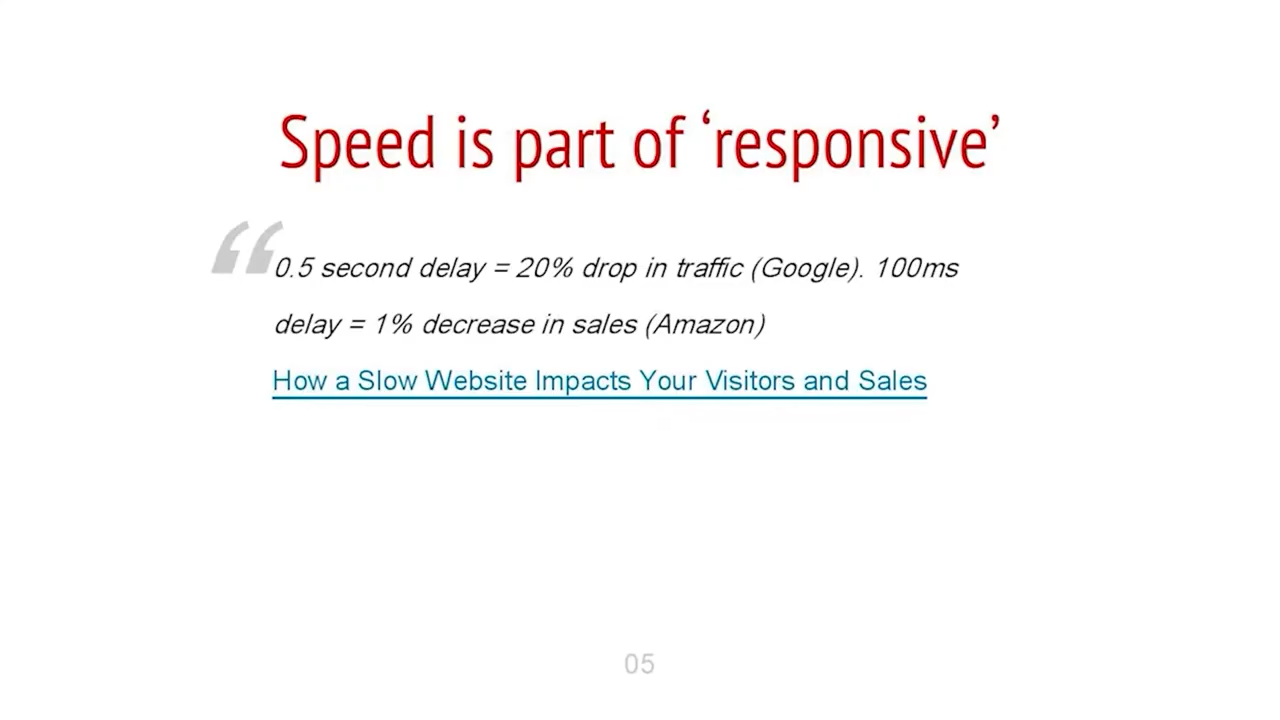 Speed is part of ‘responsive’
“
0.5 second delay = 20% drop in traffic (Google). 100ms
delay = 1% decrease in sales (Amazon)
How a Slow Website Impacts Your Visitors and Sales
05